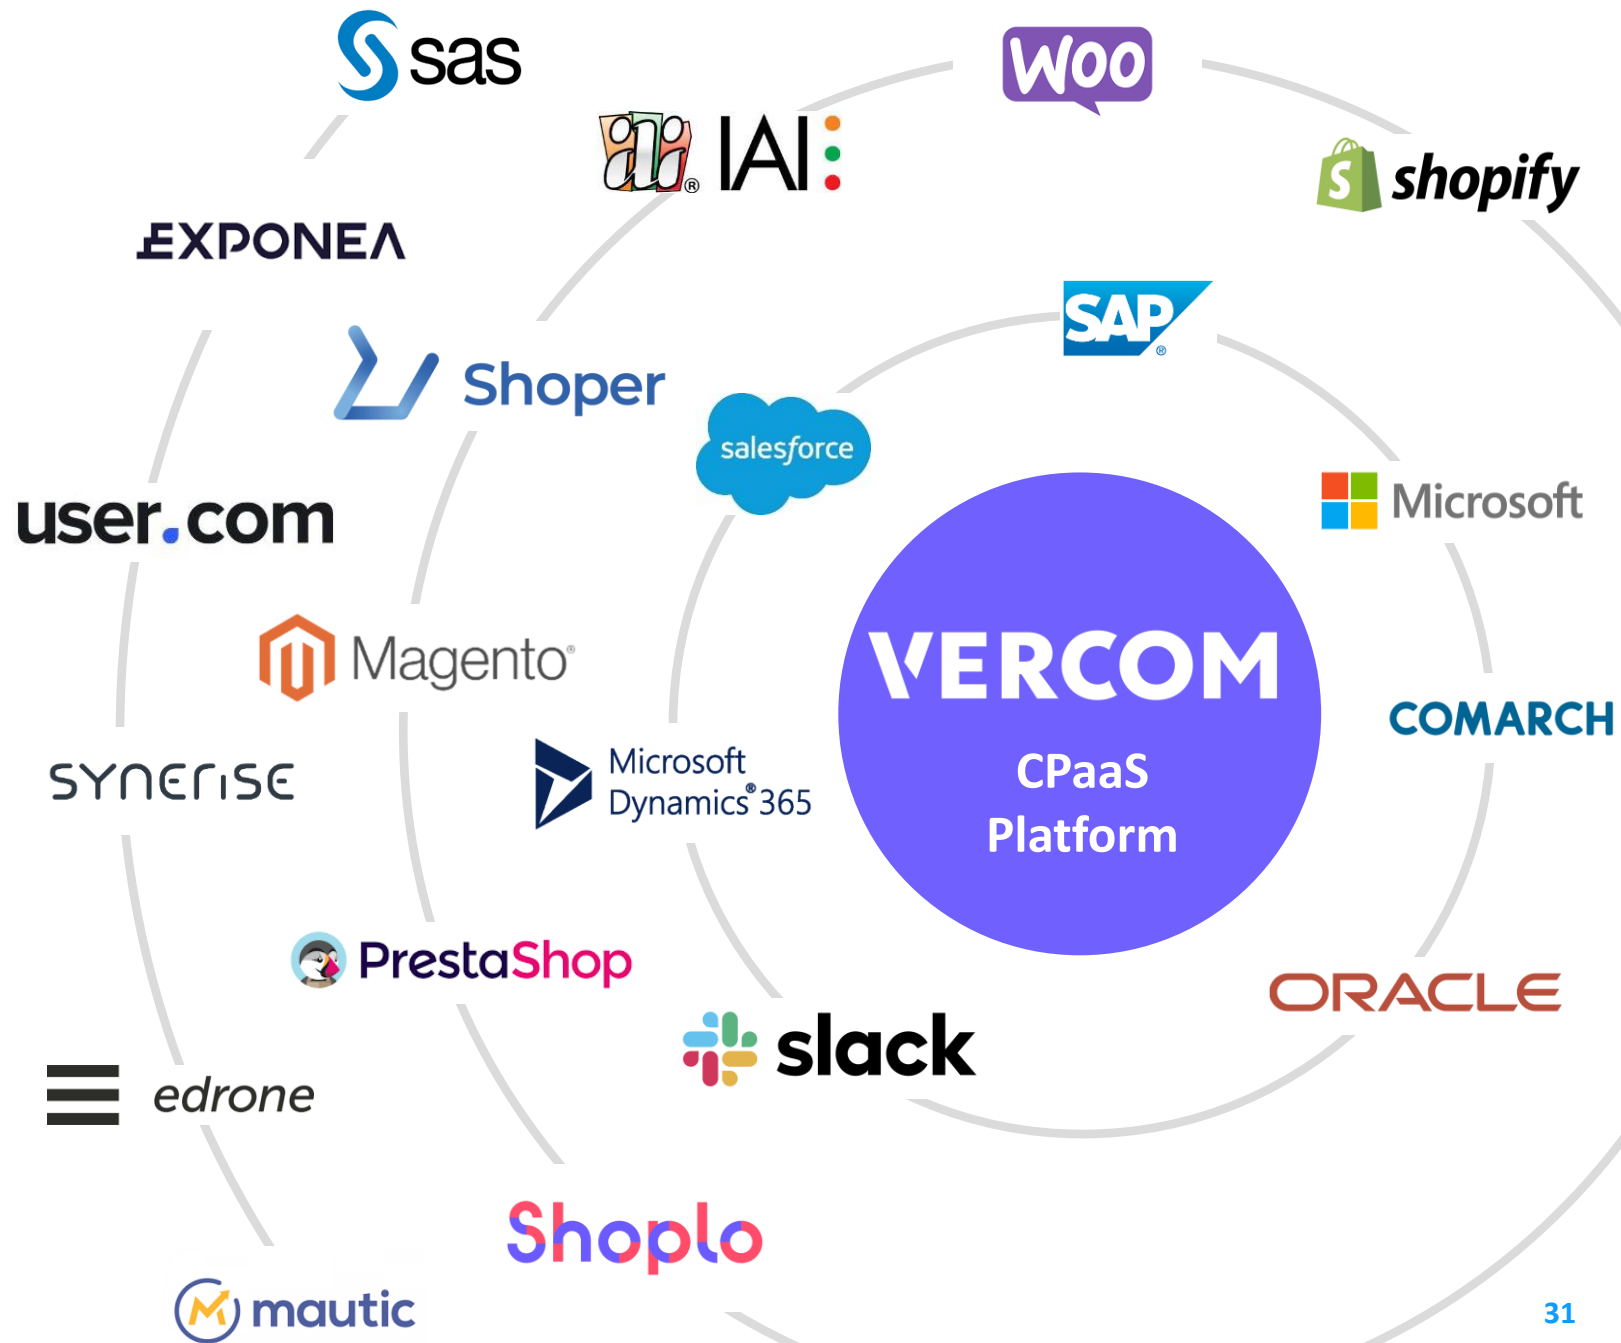 sas
WOO
IAI
shopify
EXPONEA
SAP
Shoper
salesforce
Microsoft
user.com
VERCOM
Magento
COMARCH
Microsoft
Dynamics® 365
CPaaS
Platform
SYNERISE
PrestaShop
ORACLE
slack
edrone
Shoplo
mautic
31